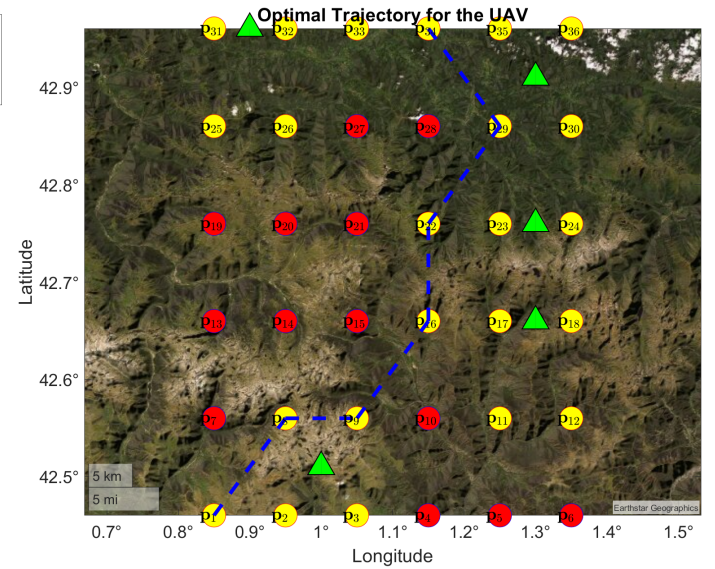 Optimal Trajectory for the UAV
P31 P32 P33 P34 P35 P36
42.9°
P25 P26 P27 P28 P29 P30
42.8°
P19 P20 P21 P22 P23 P24
Latitude
42.7°
P13 P14 P15 P16 P17 P18
42.6°
P7 P8 P9 P10 P11 P12
42.5°
5 km
5 mi
Earthstar Geographics
P1 P2 P3 P4 P5 P6
0.7° 0.8° 0.9° 1° 1.1° 1.2° 1.3° 1.4° 1.5°
Longitude